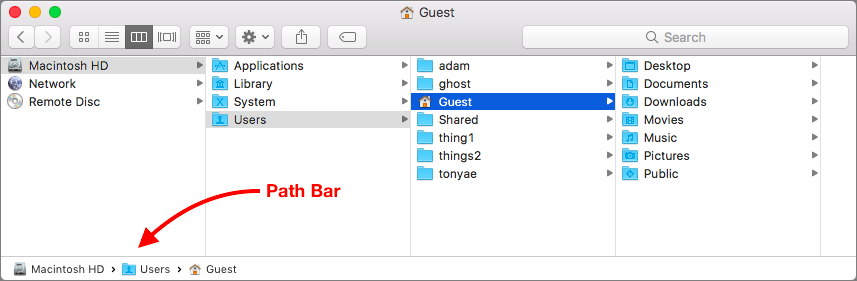 Guest
Search
Macintosh HD
Network
Remote Disc
Applications
Library
System
Users
adam
ghost
Guest
Shared
thing1
things2
tonyae
Desktop
Documents
Downloads
Movies
Music
Pictures
Public
Path Bar
Macintosh HD › Users › Guest